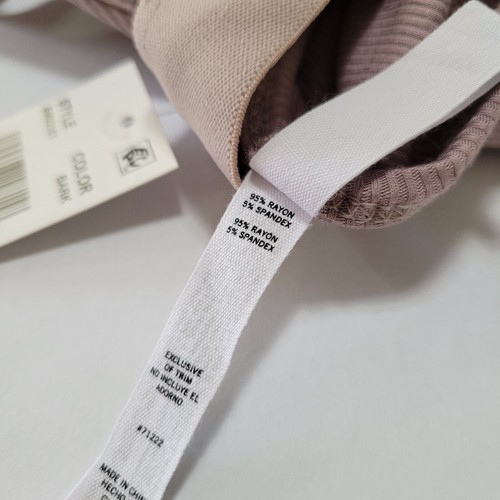 STYLE
COLOR
BARK
95% RAYON
5% SPANDEX
95% RAYON
5% SPANDEX
EXCLUSIVE
OF TRIM
NO INCLUYE EL
ADORNO
#71222
MADE IN CHIN
HECHO